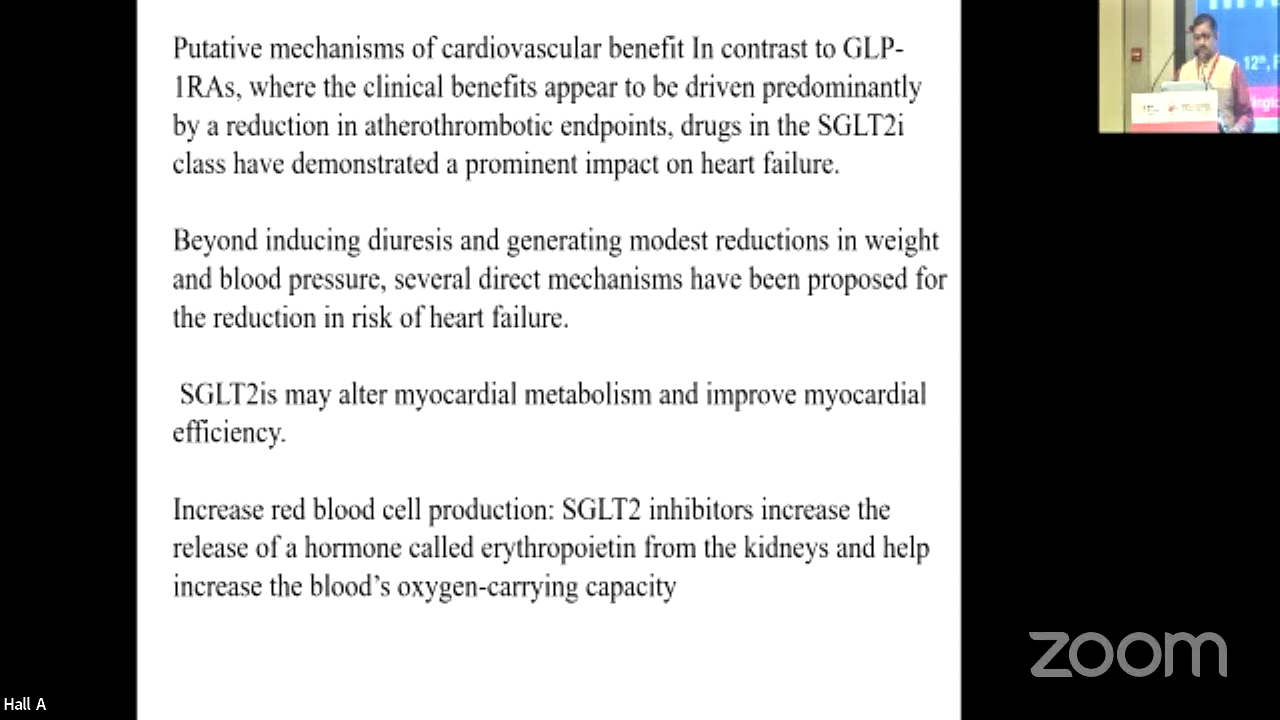 Putative mechanisms of cardiovascular benefit In contrast to GLP-
1RAs, where the clinical benefits appear to be driven predominantly
by a reduction in atherothrombotic endpoints, drugs in the SGLT2i
class have demonstrated a prominent impact on heart failure.
Beyond inducing diuresis and generating modest reductions in weight
and blood pressure, several direct mechanisms have been proposed for
the reduction in risk of heart failure.
SGLT2is may alter myocardial metabolism and improve myocardial
efficiency.
Increase red blood cell production: SGLT2 inhibitors increase the
release of a hormone called erythropoietin from the kidneys and help
increase the blood’s oxygen-carrying capacity
12th,
zoom
Hall A